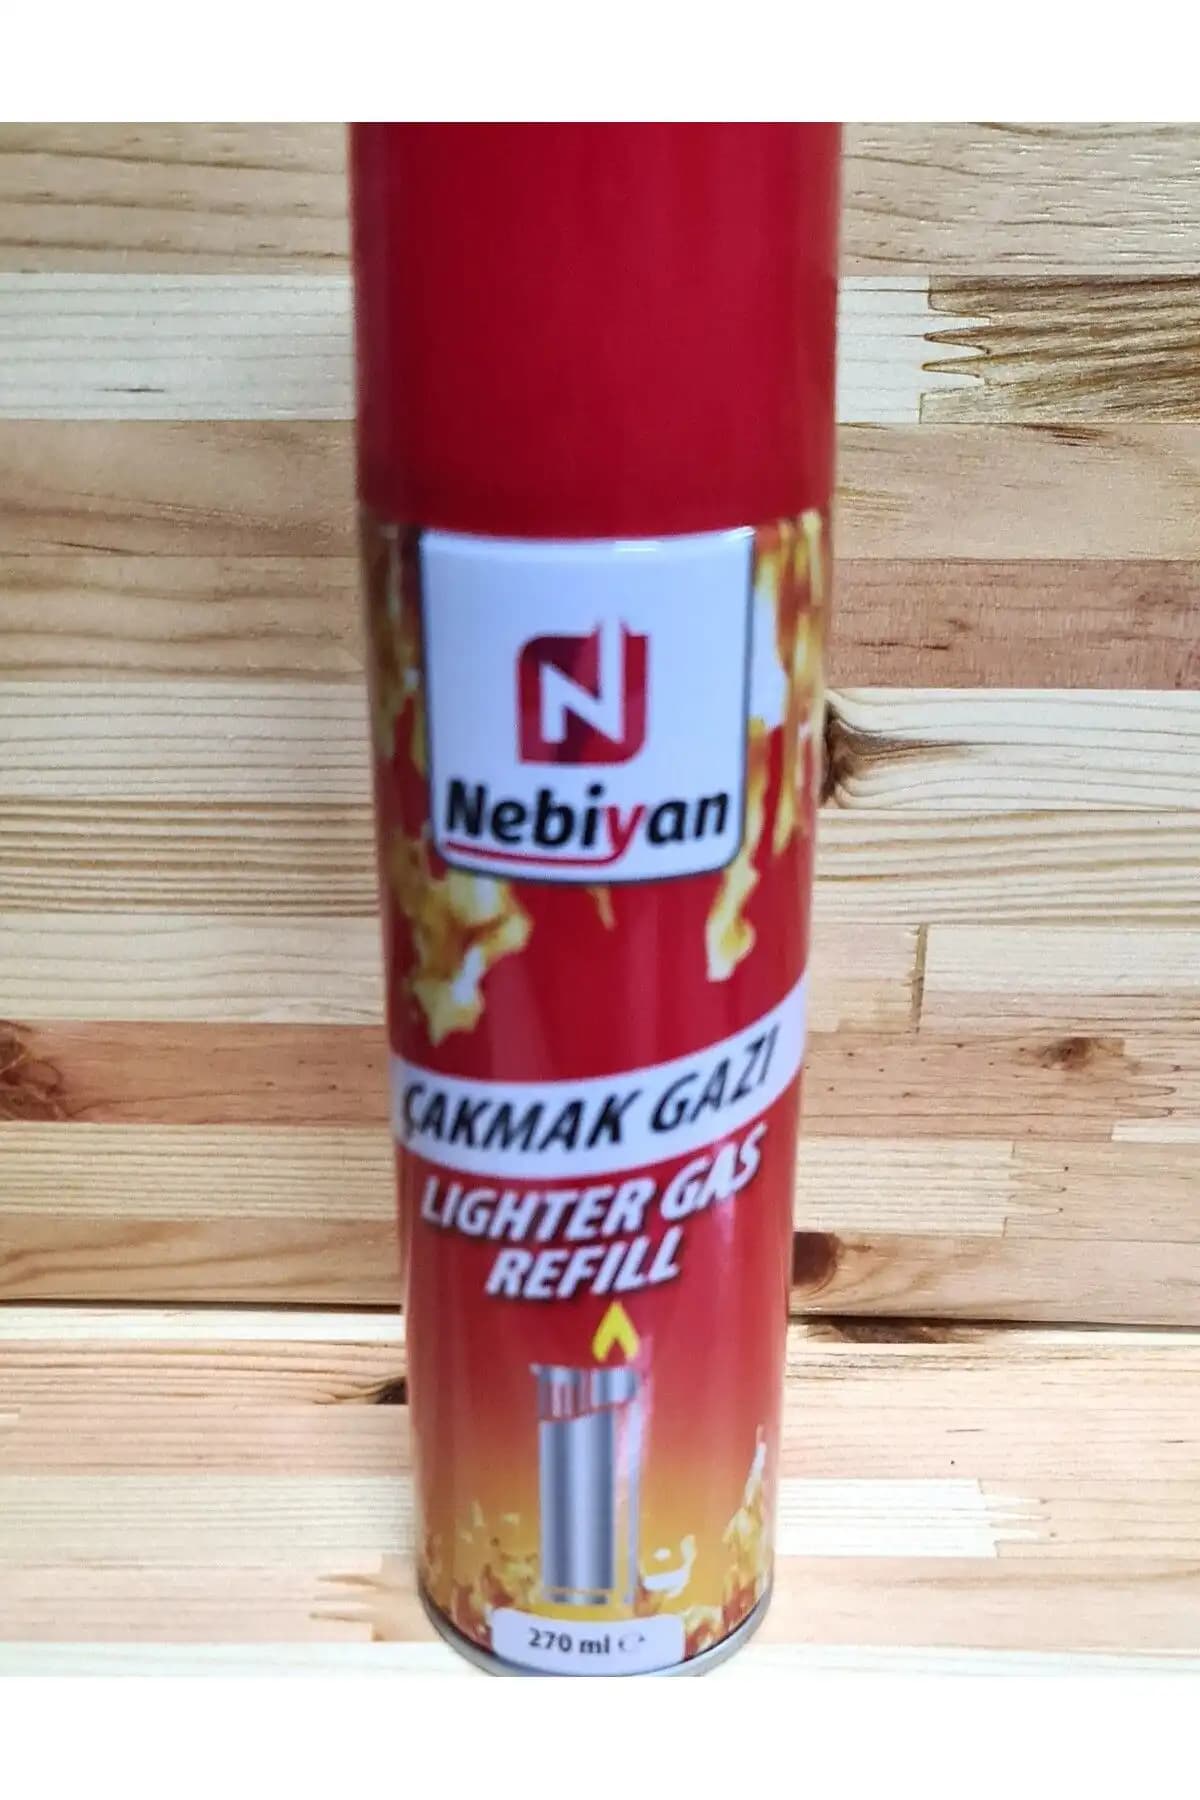 N
Nebiyan
ÇAKMAK GAZI
LIGHTER GAS
REFILL
270 ml ℮